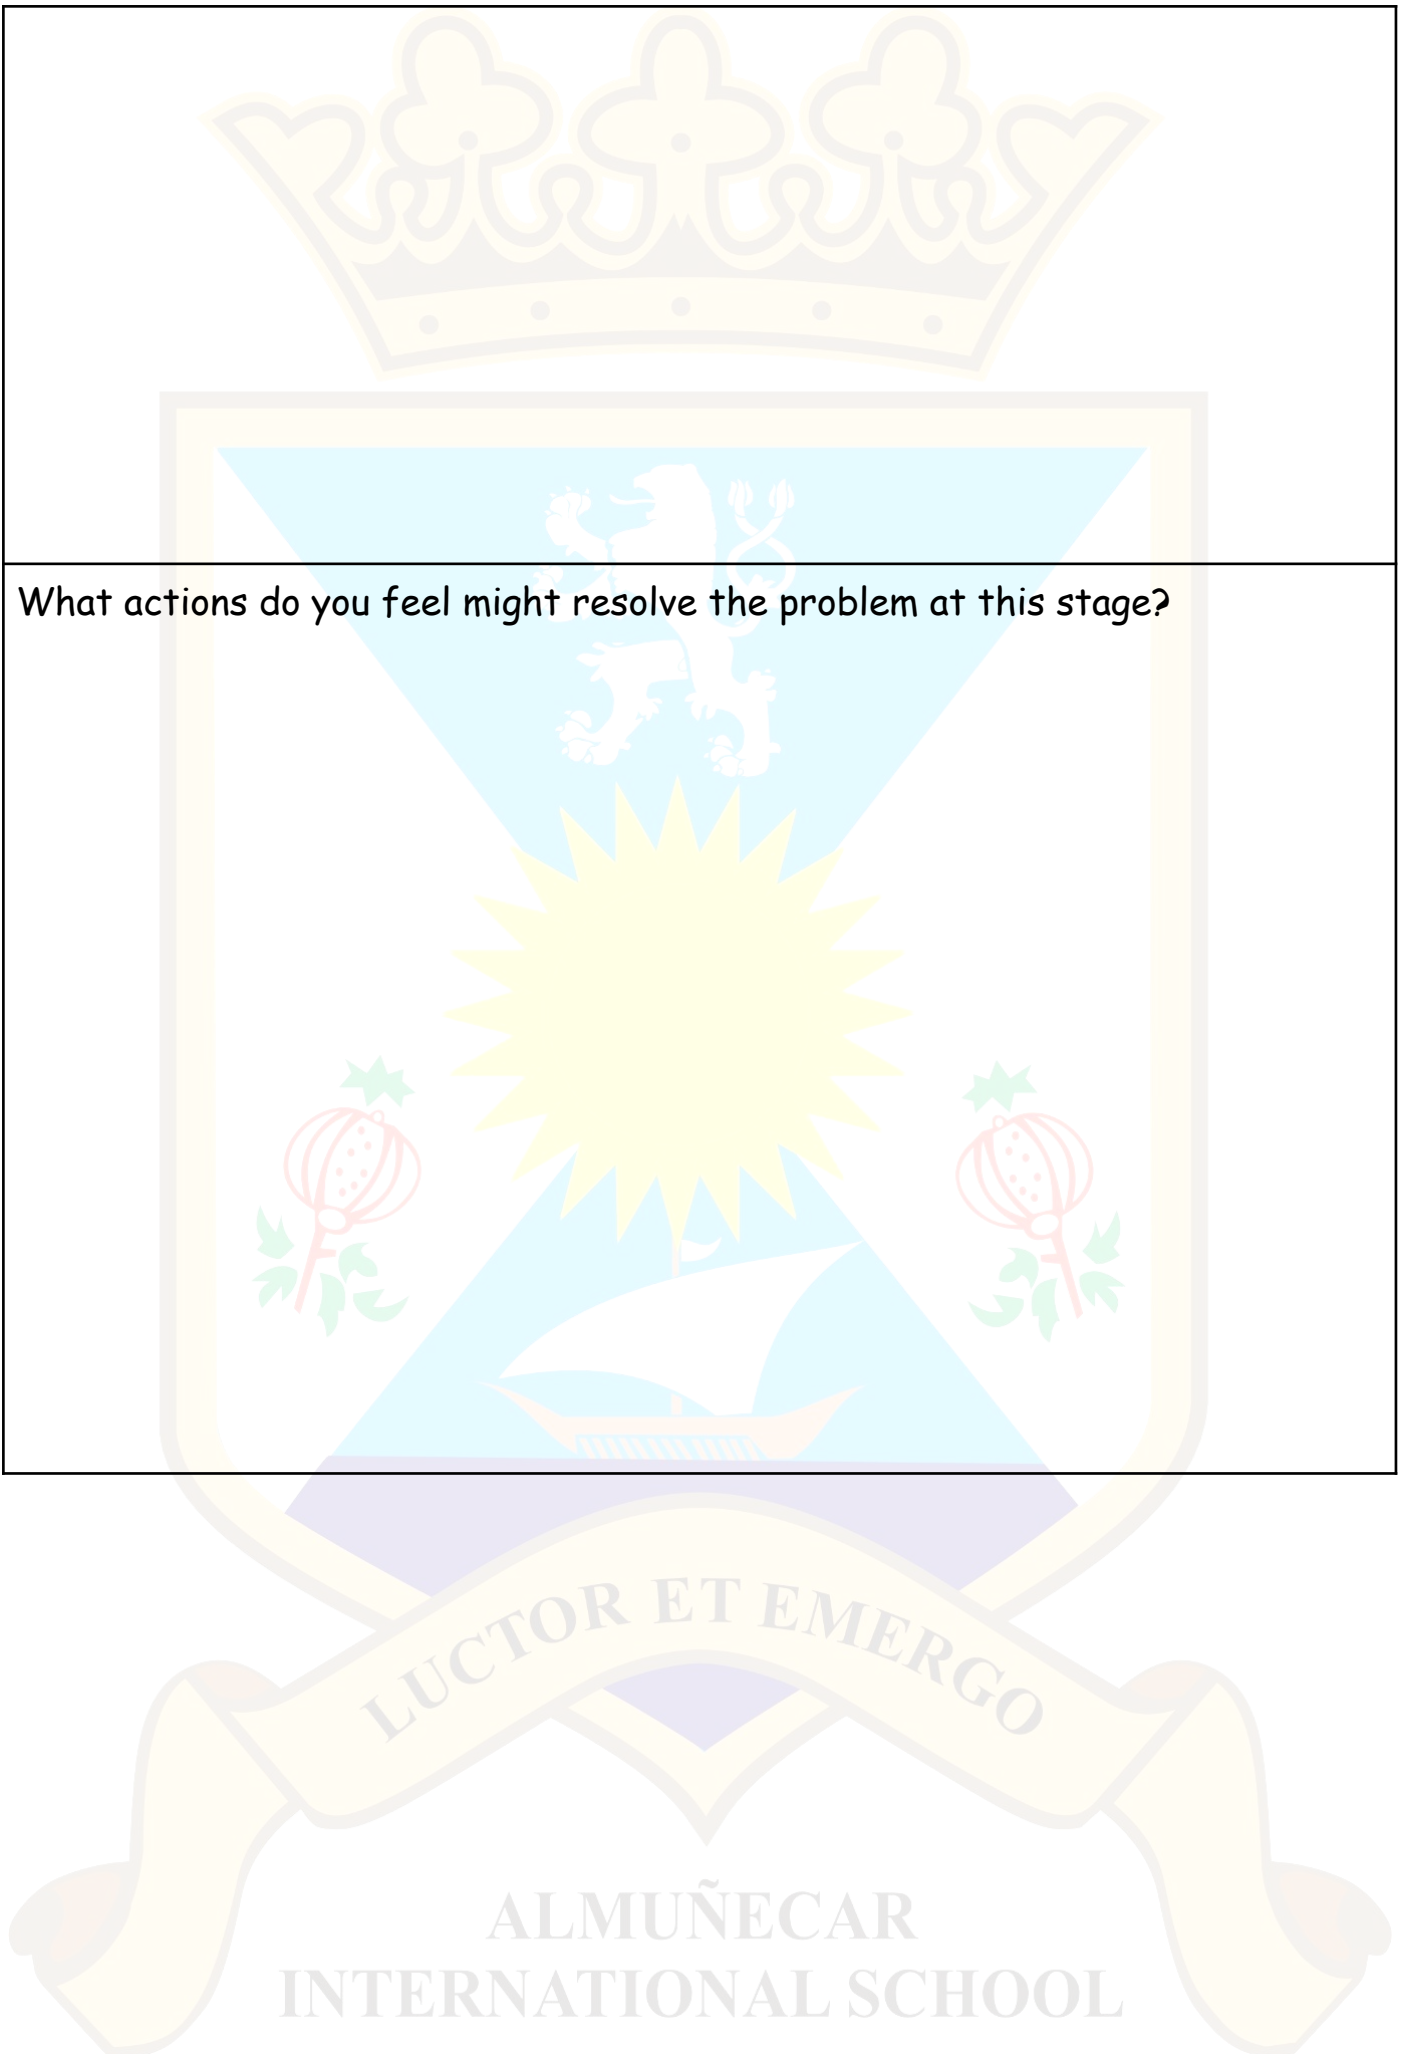 What actions do you feel might resolve the problem at this stage?
LUCTOR ET EMERGO
ALMUÑECAR
INTERNATIONAL SCHOOL